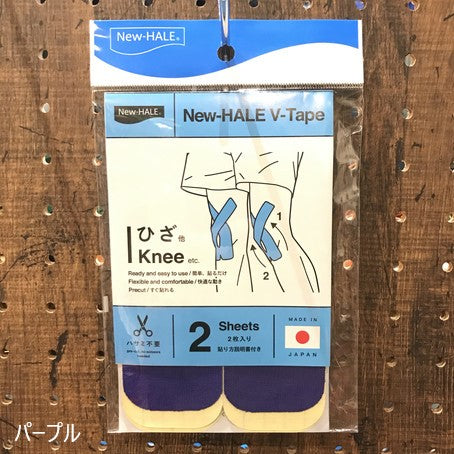 New-HALE®
New-HALE®
New-HALE V-Tape
1
2
ひざ 他
Knee etc.
Ready and easy to use / 簡単、貼るだけ
Flexible and comfortable / 快適な動き
Precut / すぐ貼れる
ハサミ不要
2 Sheets
2枚入り
貼り方説明書付き
MADE IN
JAPAN
パープル